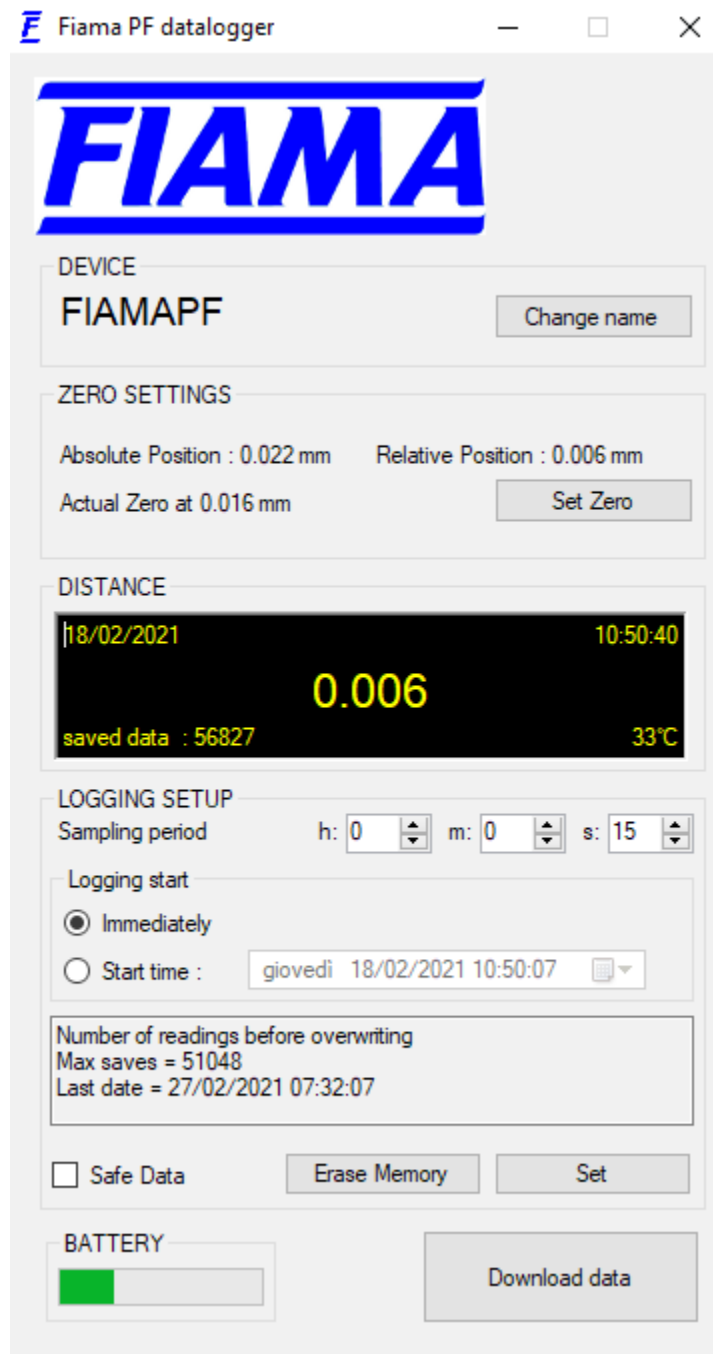 Fiama PF datalogger
FIAMA
DEVICE
FIAMAPF
Change name
ZERO SETTINGS
Absolute Position : 0.022 mm Relative Position : 0.006 mm
Actual Zero at 0.016 mm Set Zero
DISTANCE
18/02/2021 10:50:40
0.006
saved data : 56827 33°C
LOGGING SETUP
Sampling period h: 0 m: 0 s: 15
Logging start
Immediately
Start time : giovedì 18/02/2021 10:50:07
Number of readings before overwriting
Max saves = 51048
Last date = 27/02/2021 07:32:07
Safe Data Erase Memory Set
BATTERY
Download data